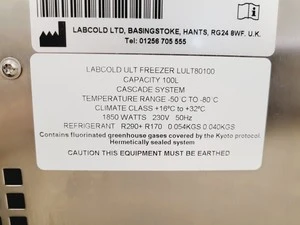 LABCOLD LTD, BASINGSTOKE, HANTS, RG24 8WF. U.K.
Tel: 01256 705 555
LABCOLD ULT FREEZER LULT80100
CAPACITY 100L
CASCADE SYSTEM
TEMPERATURE RANGE -50°C TO -80°C
CLIMATE CLASS +16°C to +32°C
1850 WATTS 230V 50Hz
REFRIGERANT R290+ R170 0 054KGS 0 040KGS
Contains fluorinated greenhouse gases covered by the Kyoto protocol.
Hermetically sealed system
CAUTION THIS EQUIPMENT MUST BE EARTHED